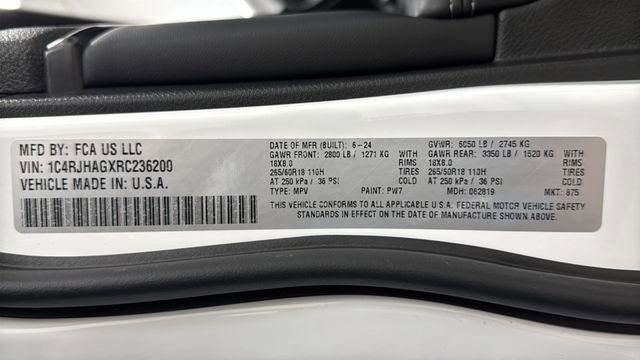 MFD BY: FCA US LLC
VIN: 1C4RJHAGXRC236200
VEHICLE MADE IN: U.S.A.
DATE OF MFR (BUILT): 6-24 GVWR: 6050 LB / 2745 KG
GAWR FRONT: 2800 LB / 1271 KG WITH GAWR REAR: 3350 LB / 1520 KG WITH
18X8.0 RIMS 18X8.0 RIMS
265/60R18 110H TIRES 265/60R18 110H TIRES
AT 250 kPa / 36 PSI COLD AT 250 kPa / 36 PSI COLD
TYPE: MPV PAINT: PW7 MDH: 062819 MKT: 875
THIS VEHICLE CONFORMS TO ALL APPLICABLE U.S.A. FEDERAL MOTOR VEHICLE SAFETY
STANDARDS IN EFFECT ON THE DATE OF MANUFACTURE SHOWN ABOVE.